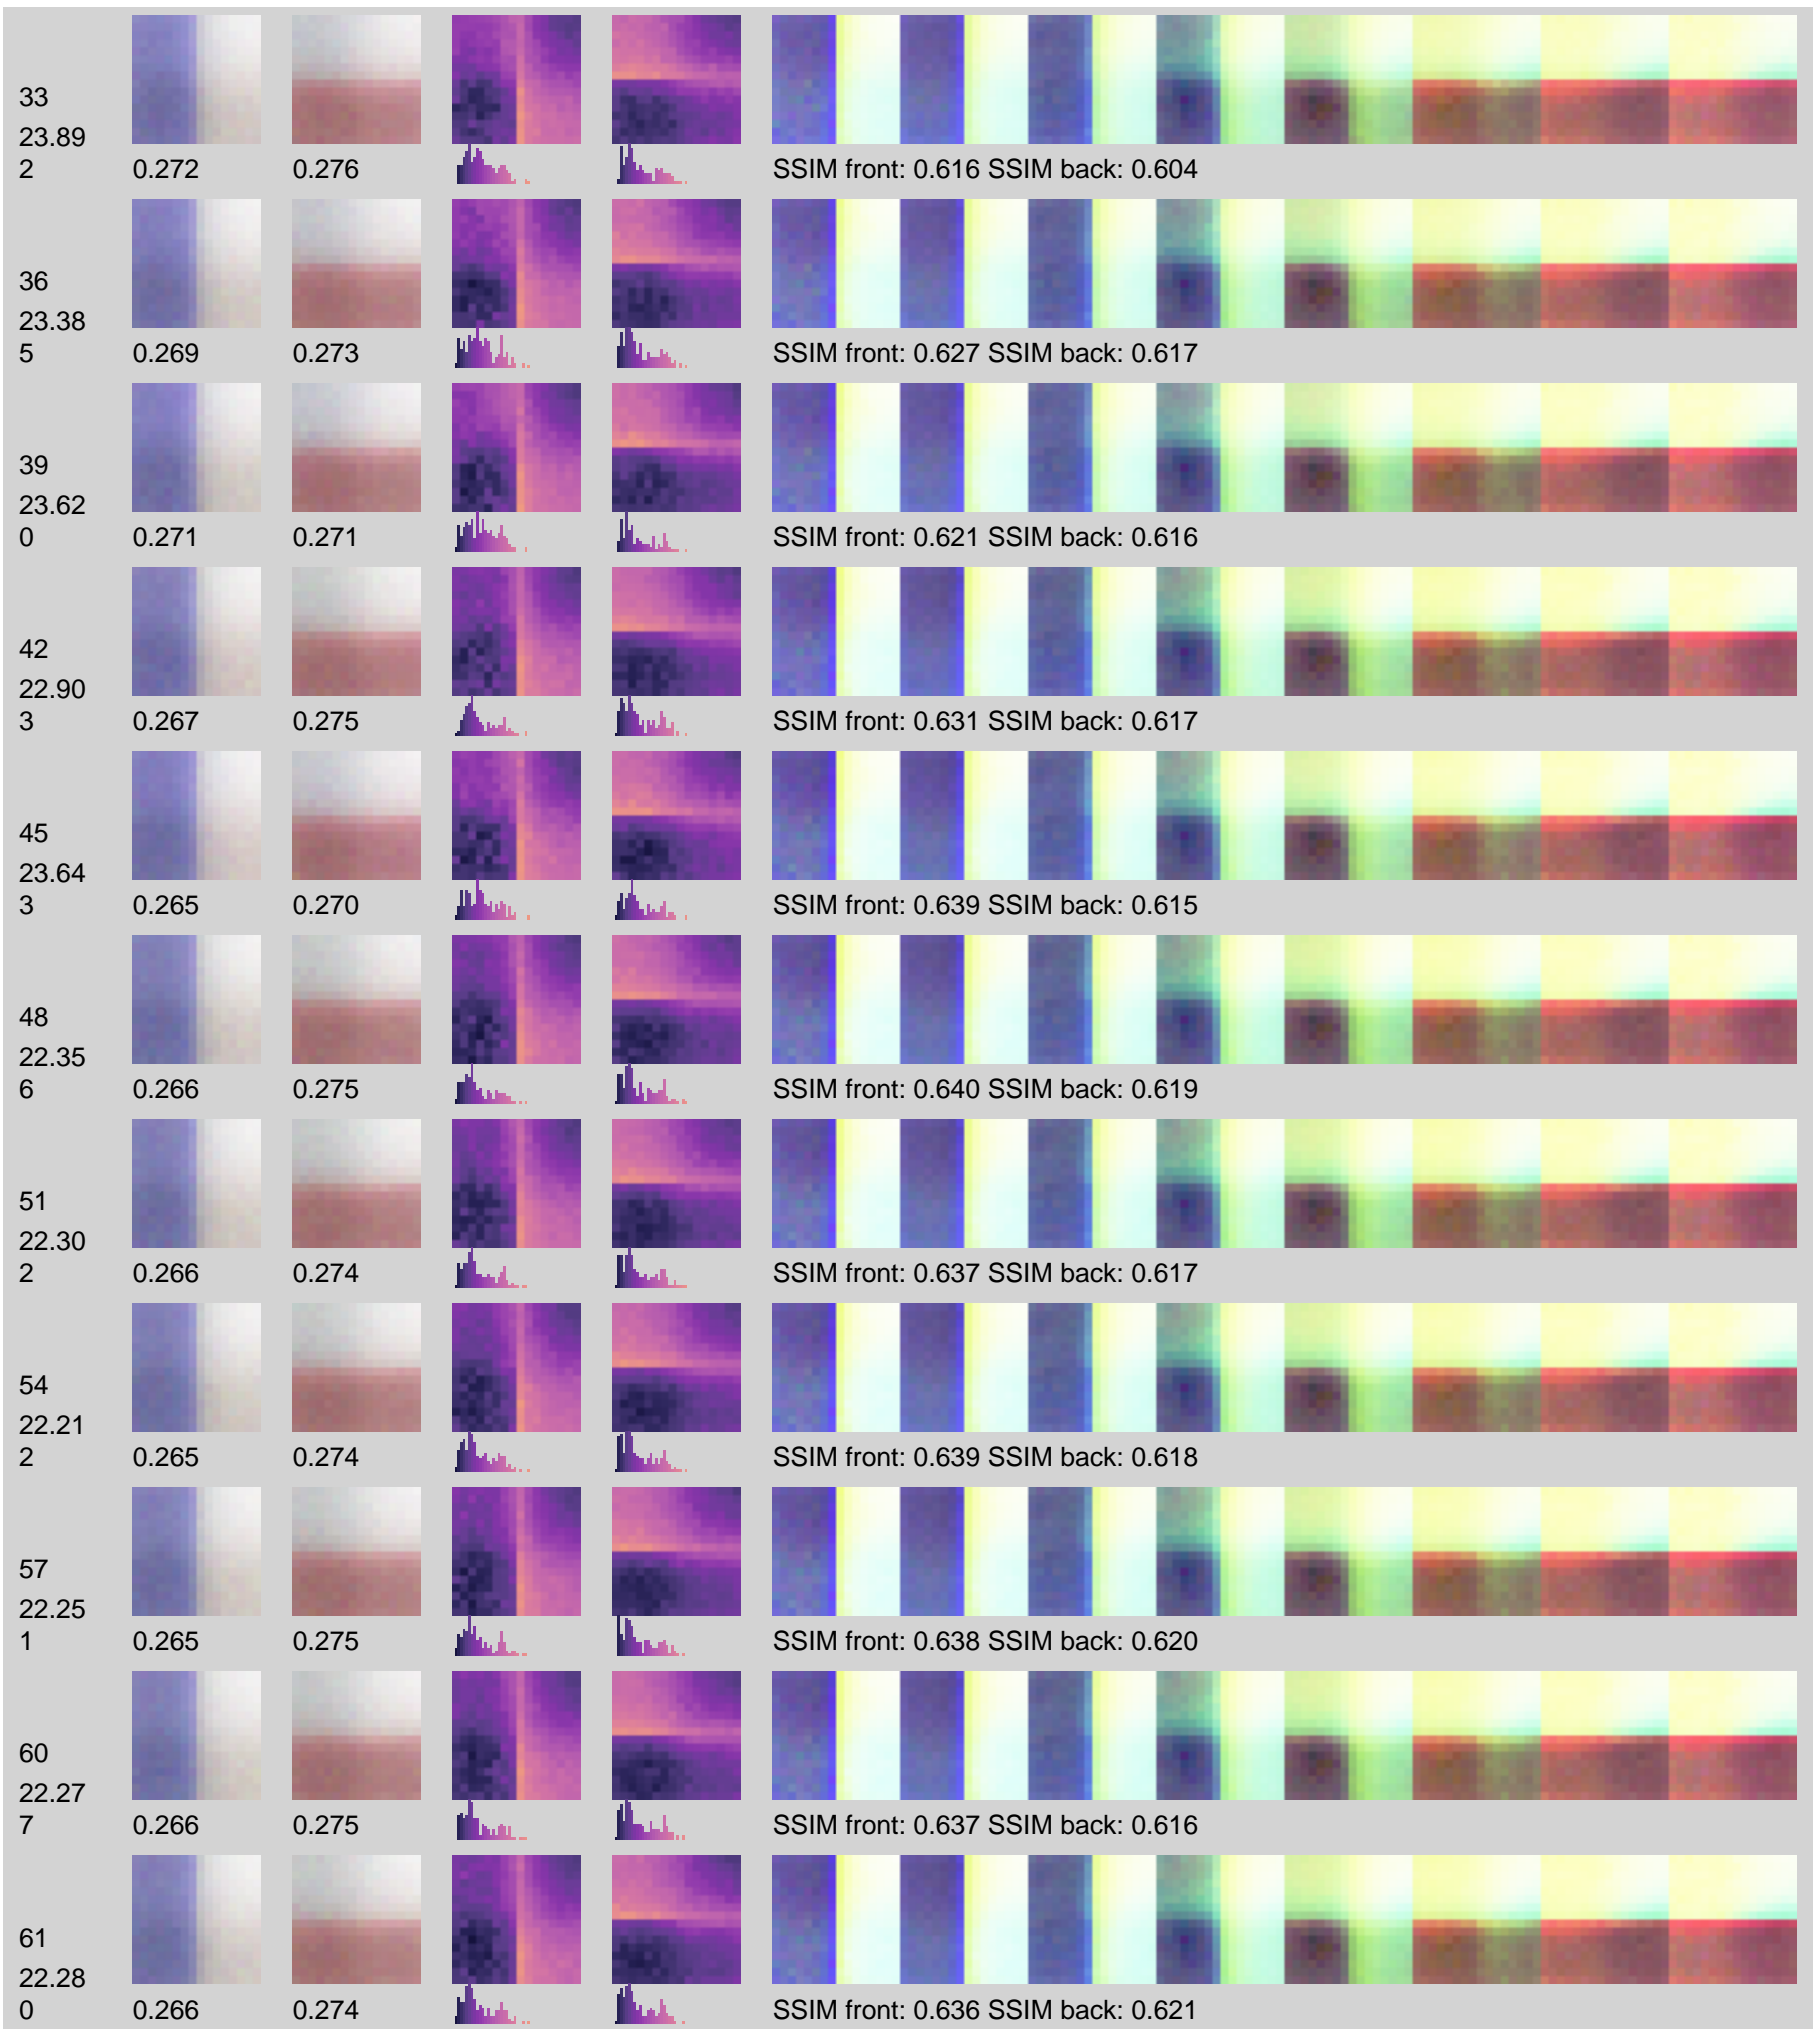 33
23.89
2 0.272 0.276 SSIM front: 0.616 SSIM back: 0.604
36
23.38
5 0.269 0.273 SSIM front: 0.627 SSIM back: 0.617
39
23.62
0 0.271 0.271 SSIM front: 0.621 SSIM back: 0.616
42
22.90
3 0.267 0.275 SSIM front: 0.631 SSIM back: 0.617
45
23.64
3 0.265 0.270 SSIM front: 0.639 SSIM back: 0.615
48
22.35
6 0.266 0.275 SSIM front: 0.640 SSIM back: 0.619
51
22.30
2 0.266 0.274 SSIM front: 0.637 SSIM back: 0.617
54
22.21
2 0.265 0.274 SSIM front: 0.639 SSIM back: 0.618
57
22.25
1 0.265 0.275 SSIM front: 0.638 SSIM back: 0.620
60
22.27
7 0.266 0.275 SSIM front: 0.637 SSIM back: 0.616
61
22.28
0 0.266 0.274 SSIM front: 0.636 SSIM back: 0.621